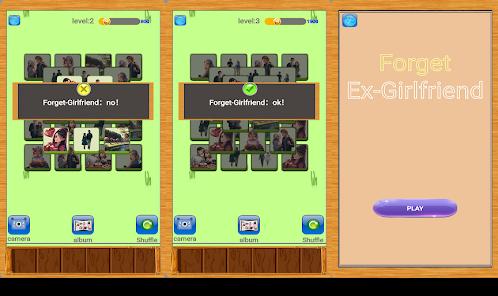 level:2
Forget-Girlfriend: no!
camera
album
Shuffle
level:3
Forget-Girlfriend: ok!
camera
album
Shuffle
Forget
Ex-Girlfriend
PLAY